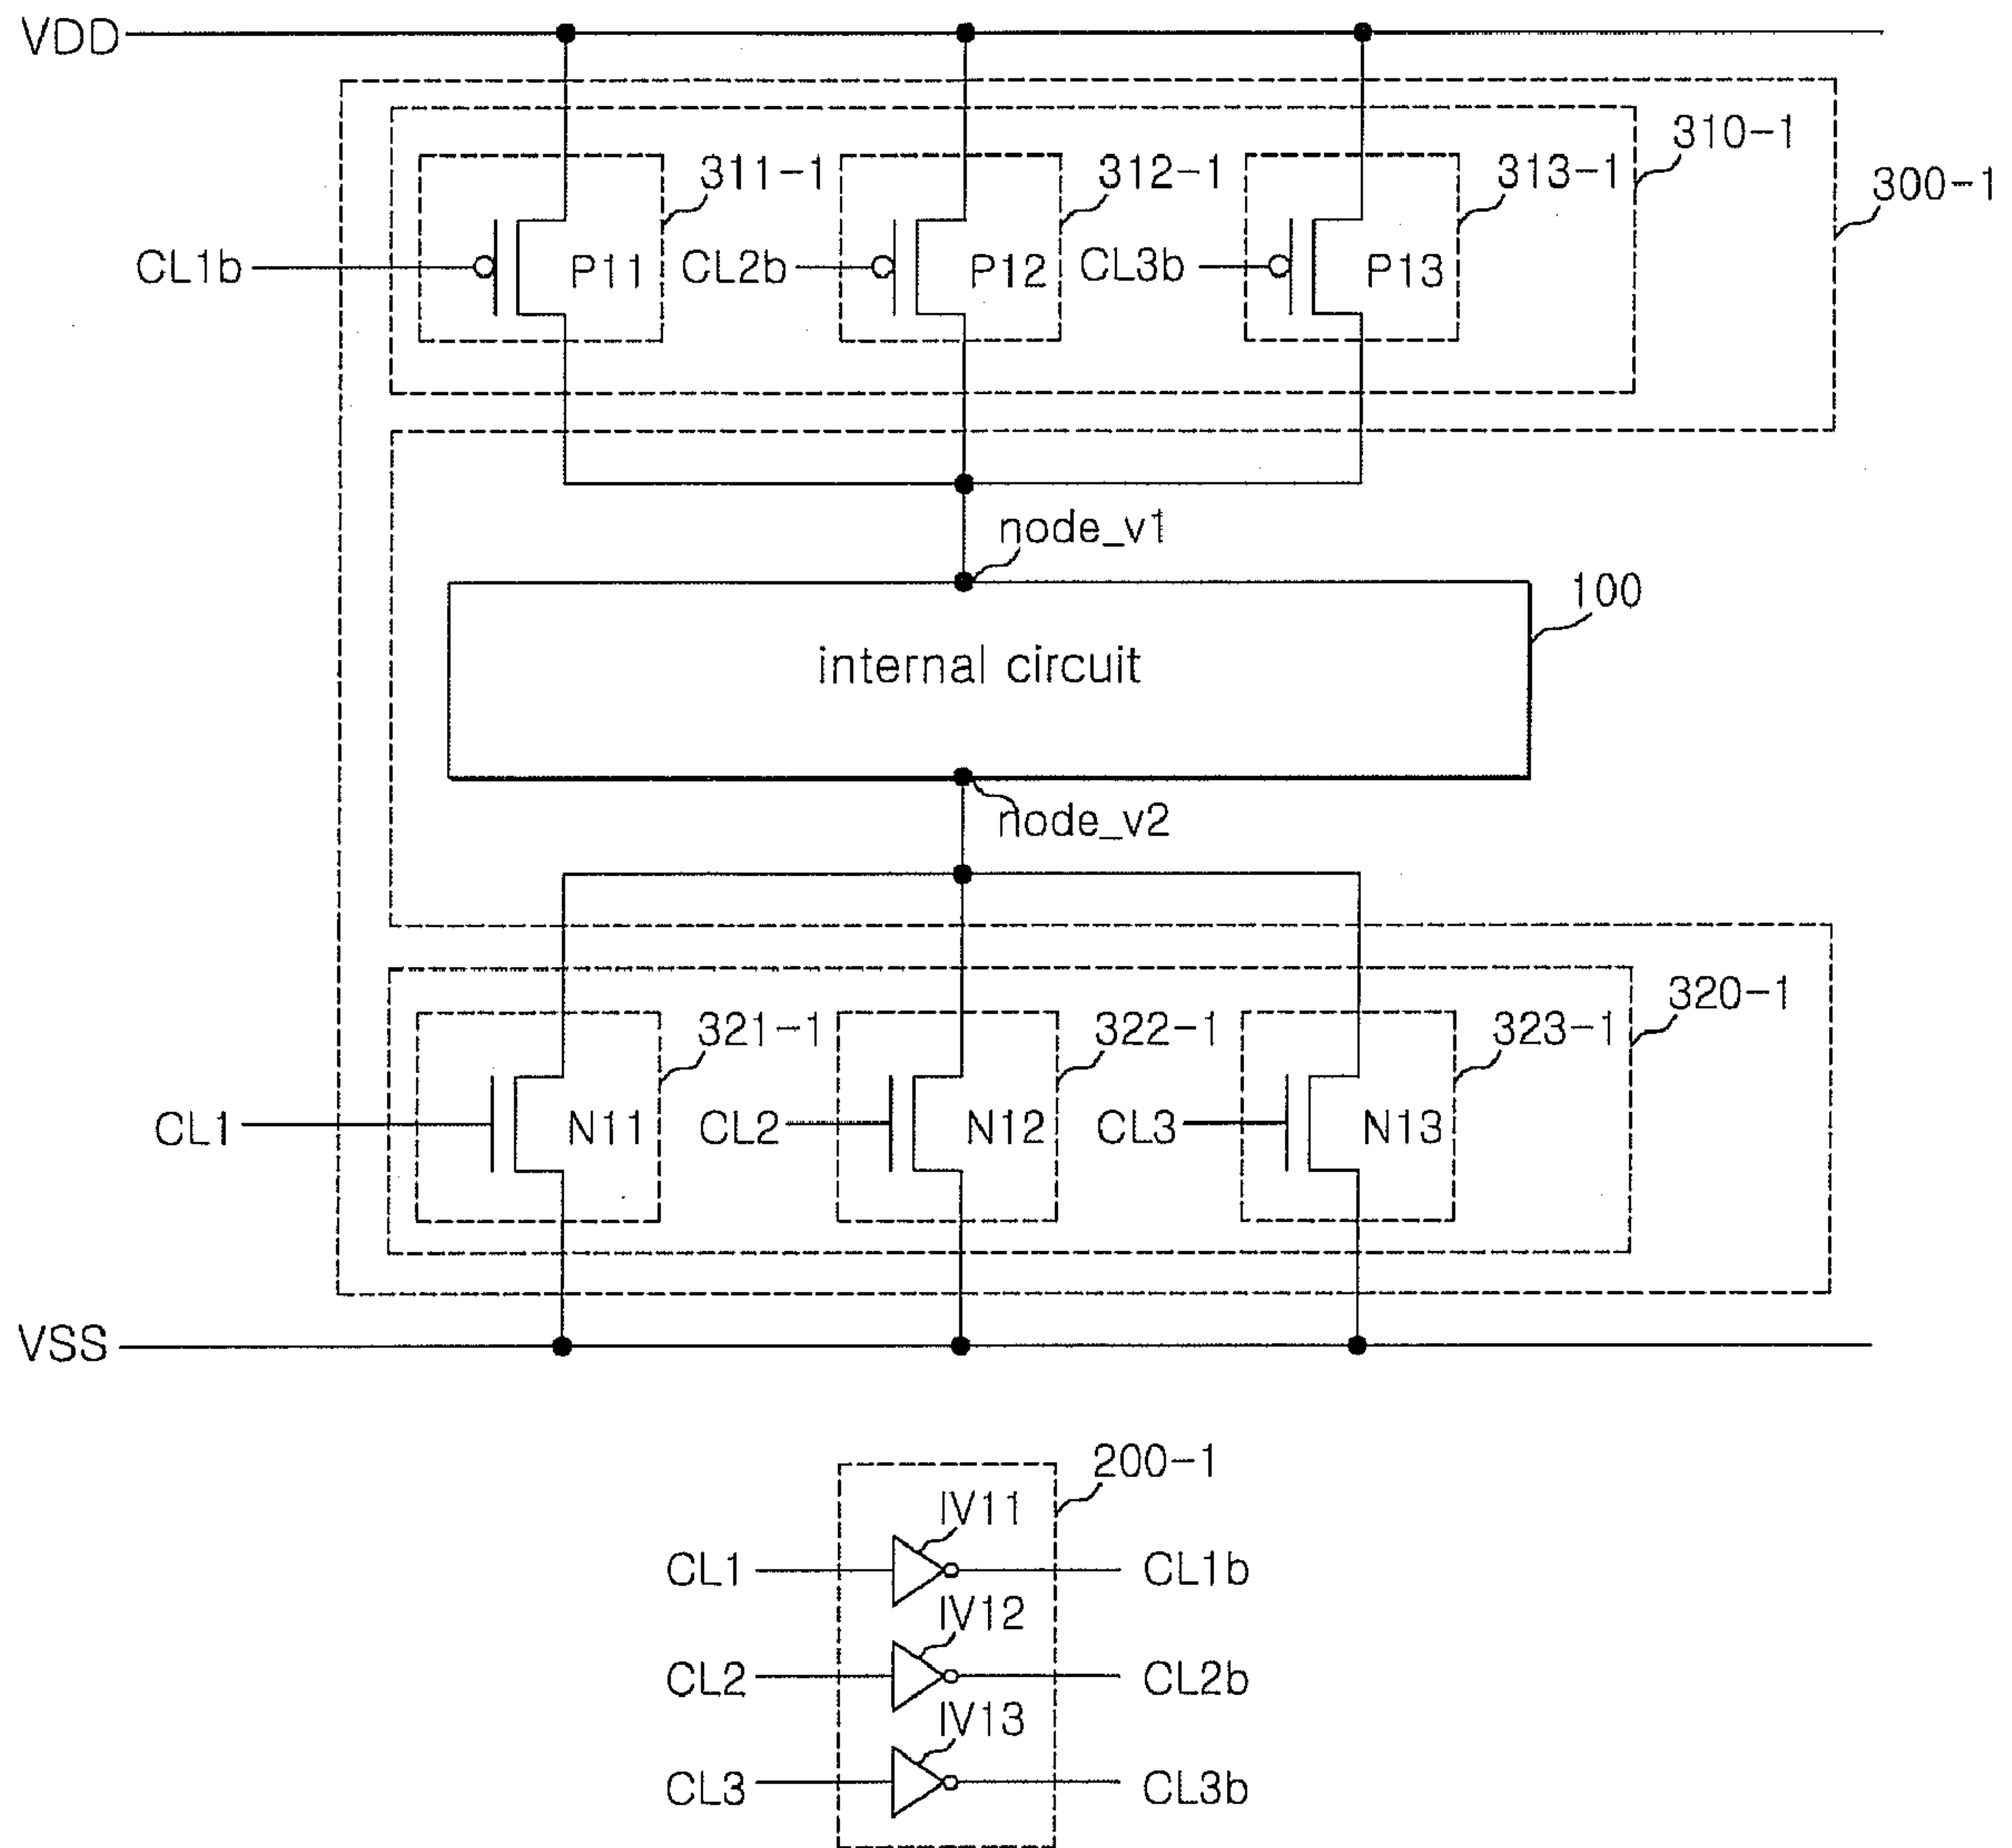 VDD
310-1
311-1
312-1
313-1
300-1
CL1b
P11
CL2b
P12
CL3b
P13
node_v1
100
internal circuit
node_v2
320-1
321-1
322-1
323-1
CL1
N11
CL2
N12
CL3
N13
VSS
200-1
IV11
CL1
CL1b
IV12
CL2
CL2b
IV13
CL3
CL3b